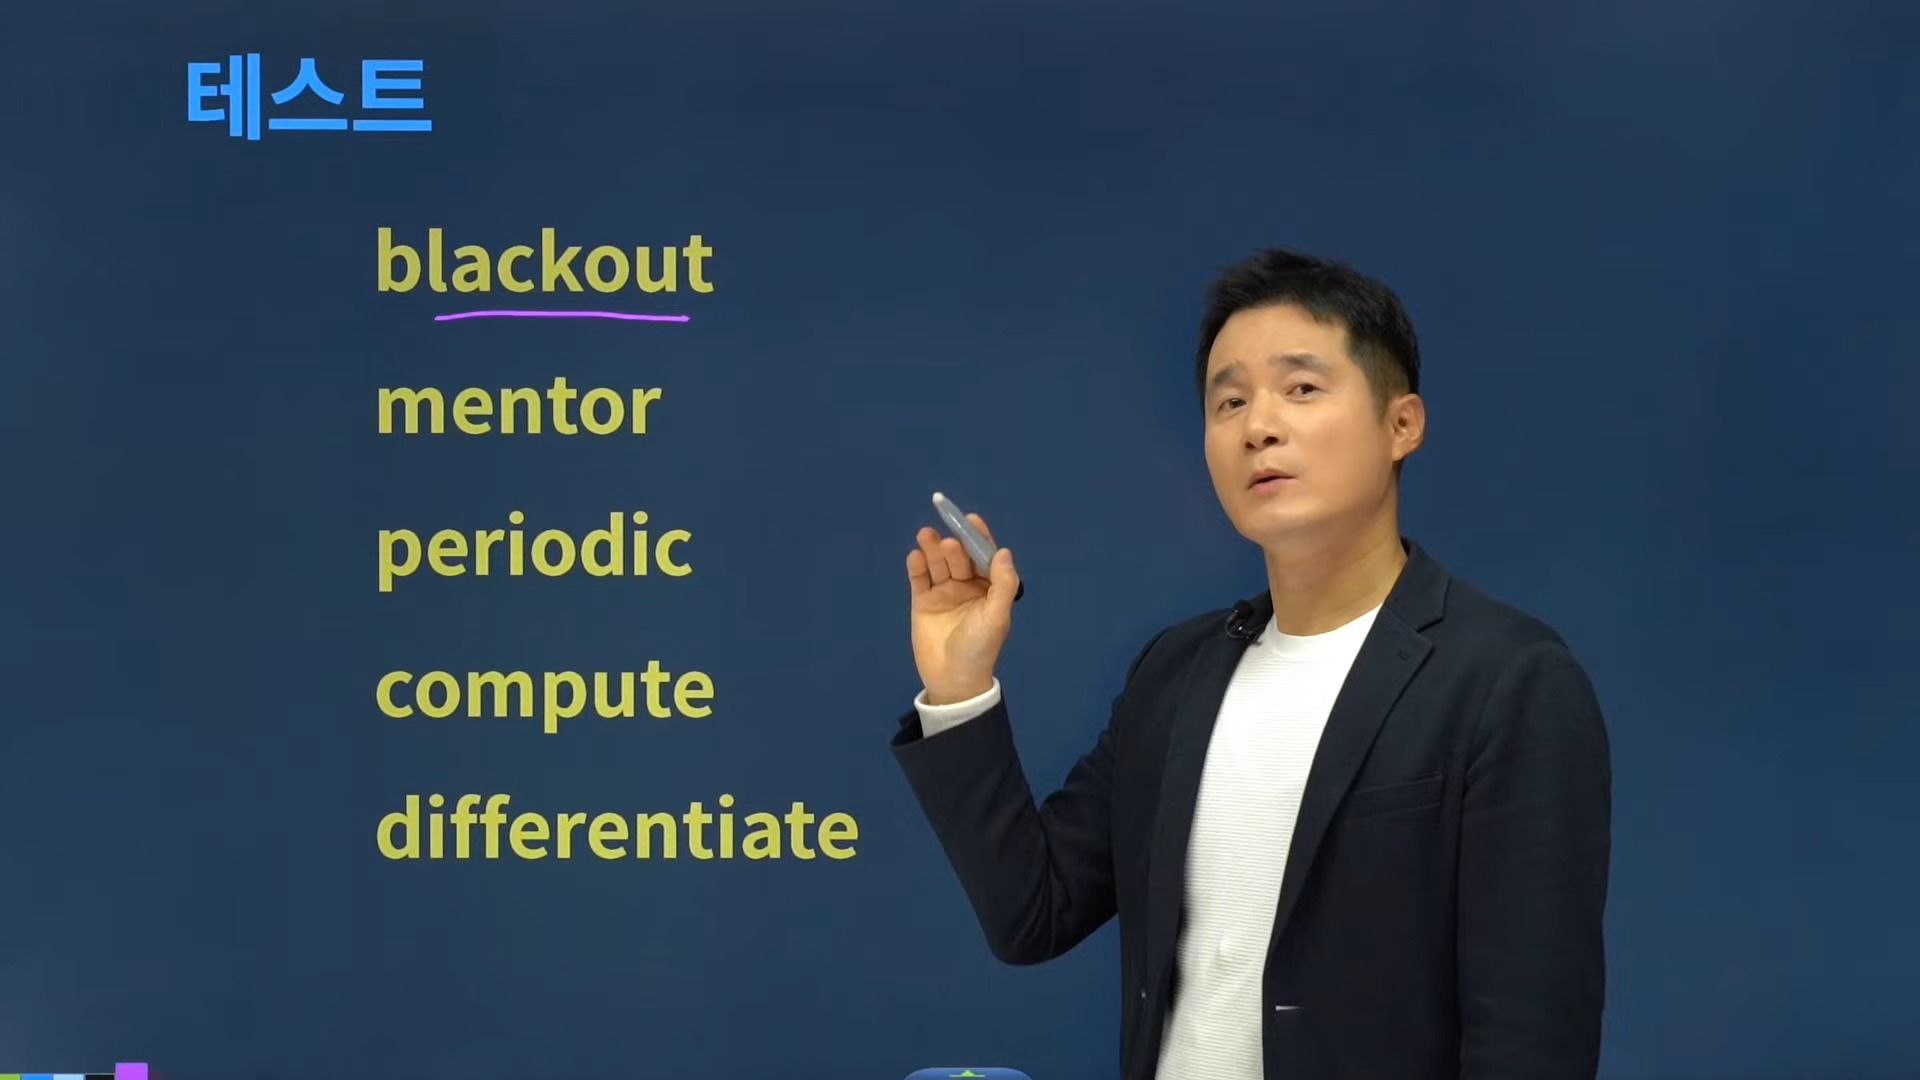 테스트
blackout
mentor
periodic
compute
differentiate